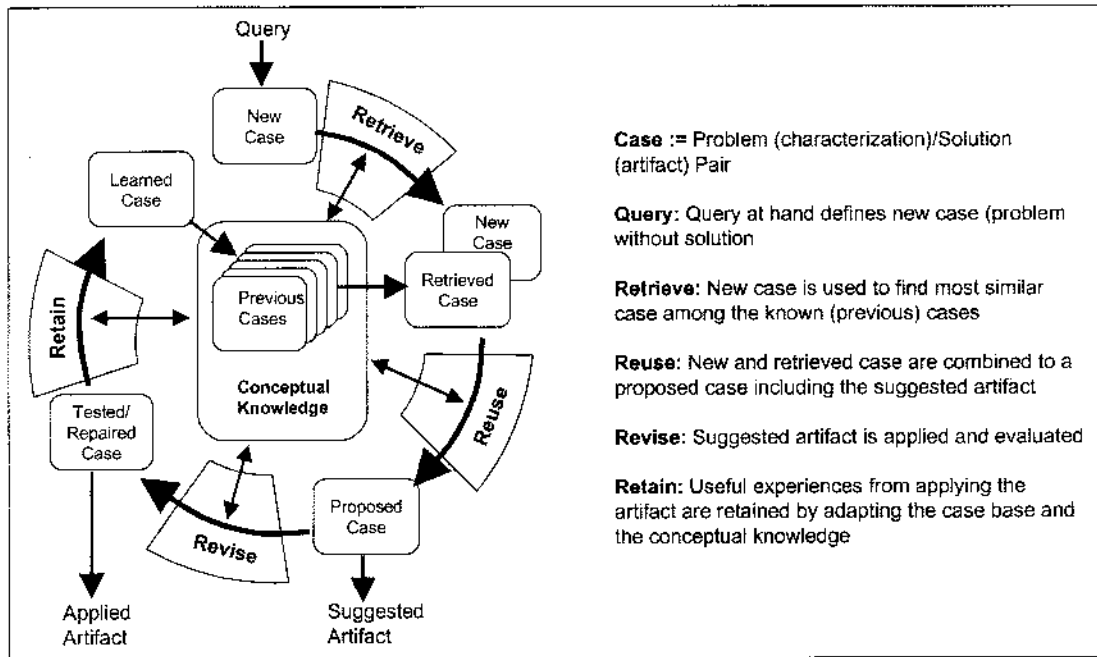 Query
New
Case
Retrieve
Learned
Case
New
Case
Retrieved
Case
Previous
Cases
Conceptual
Knowledge
Retain
Reuse
Tested/
Repaired
Case
Revise
Proposed
Case
Applied
Artifact
Suggested
Artifact
Case := Problem (characterization)/Solution
(artifact) Pair
Query: Query at hand defines new case (problem
without solution
Retrieve: New case is used to find most similar
case among the known (previous) cases
Reuse: New and retrieved case are combined to a
proposed case including the suggested artifact
Revise: Suggested artifact is applied and evaluated
Retain: Useful experiences from applying the
artifact are retained by adapting the case base and
the conceptual knowledge